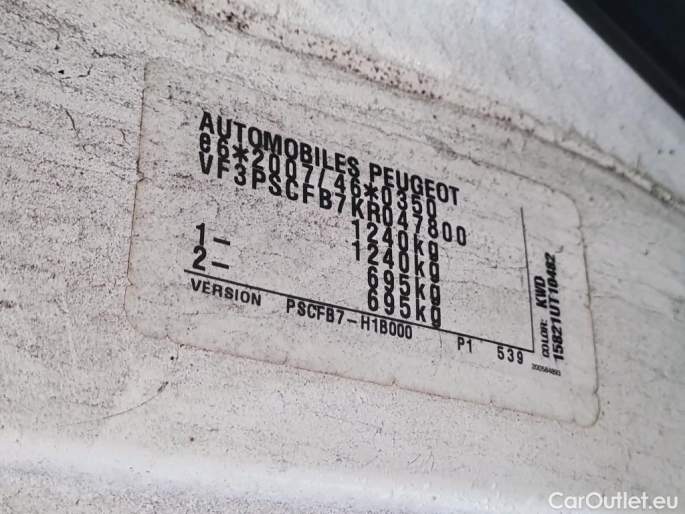 AUTOMOBILES PEUGEOT
e6*2007/46*0350
VF3PSCFB7KR047800
1240kg
1- 1240kg
2- 695kg
695kg
VERSION PSCFB7-H1B000 P1 539
COLOR: KWD
15821UT10482
CarOutlet.eu